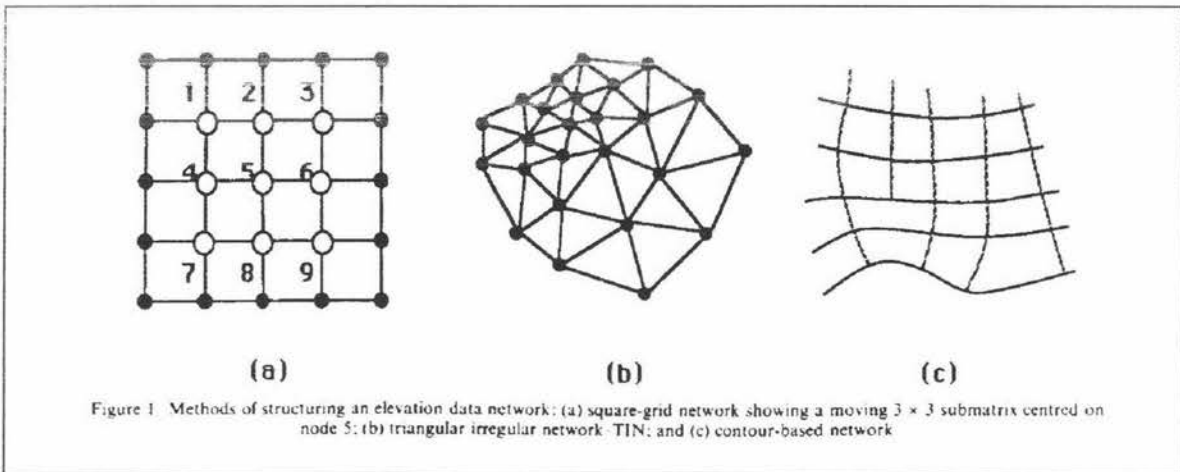 1 2 3
4 5 6
7 8 9
(a) (b) (c)
Figure 1 Methods of structuring an elevation data network: (a) square-grid network showing a moving 3 × 3 submatrix centred on
node 5; (b) triangular irregular network TIN; and (c) contour-based network